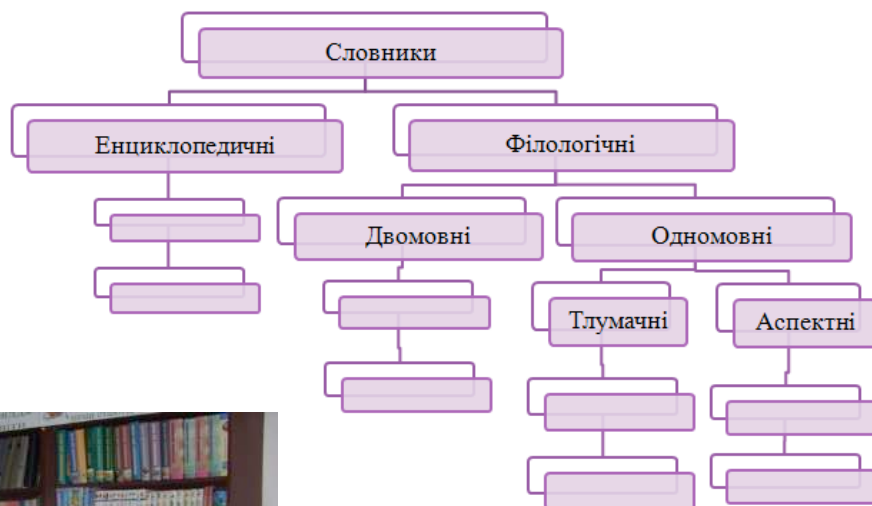 Словники
Енциклопедичні
Філологічні
Двомовні
Одномовні
Тлумачні
Аспектні